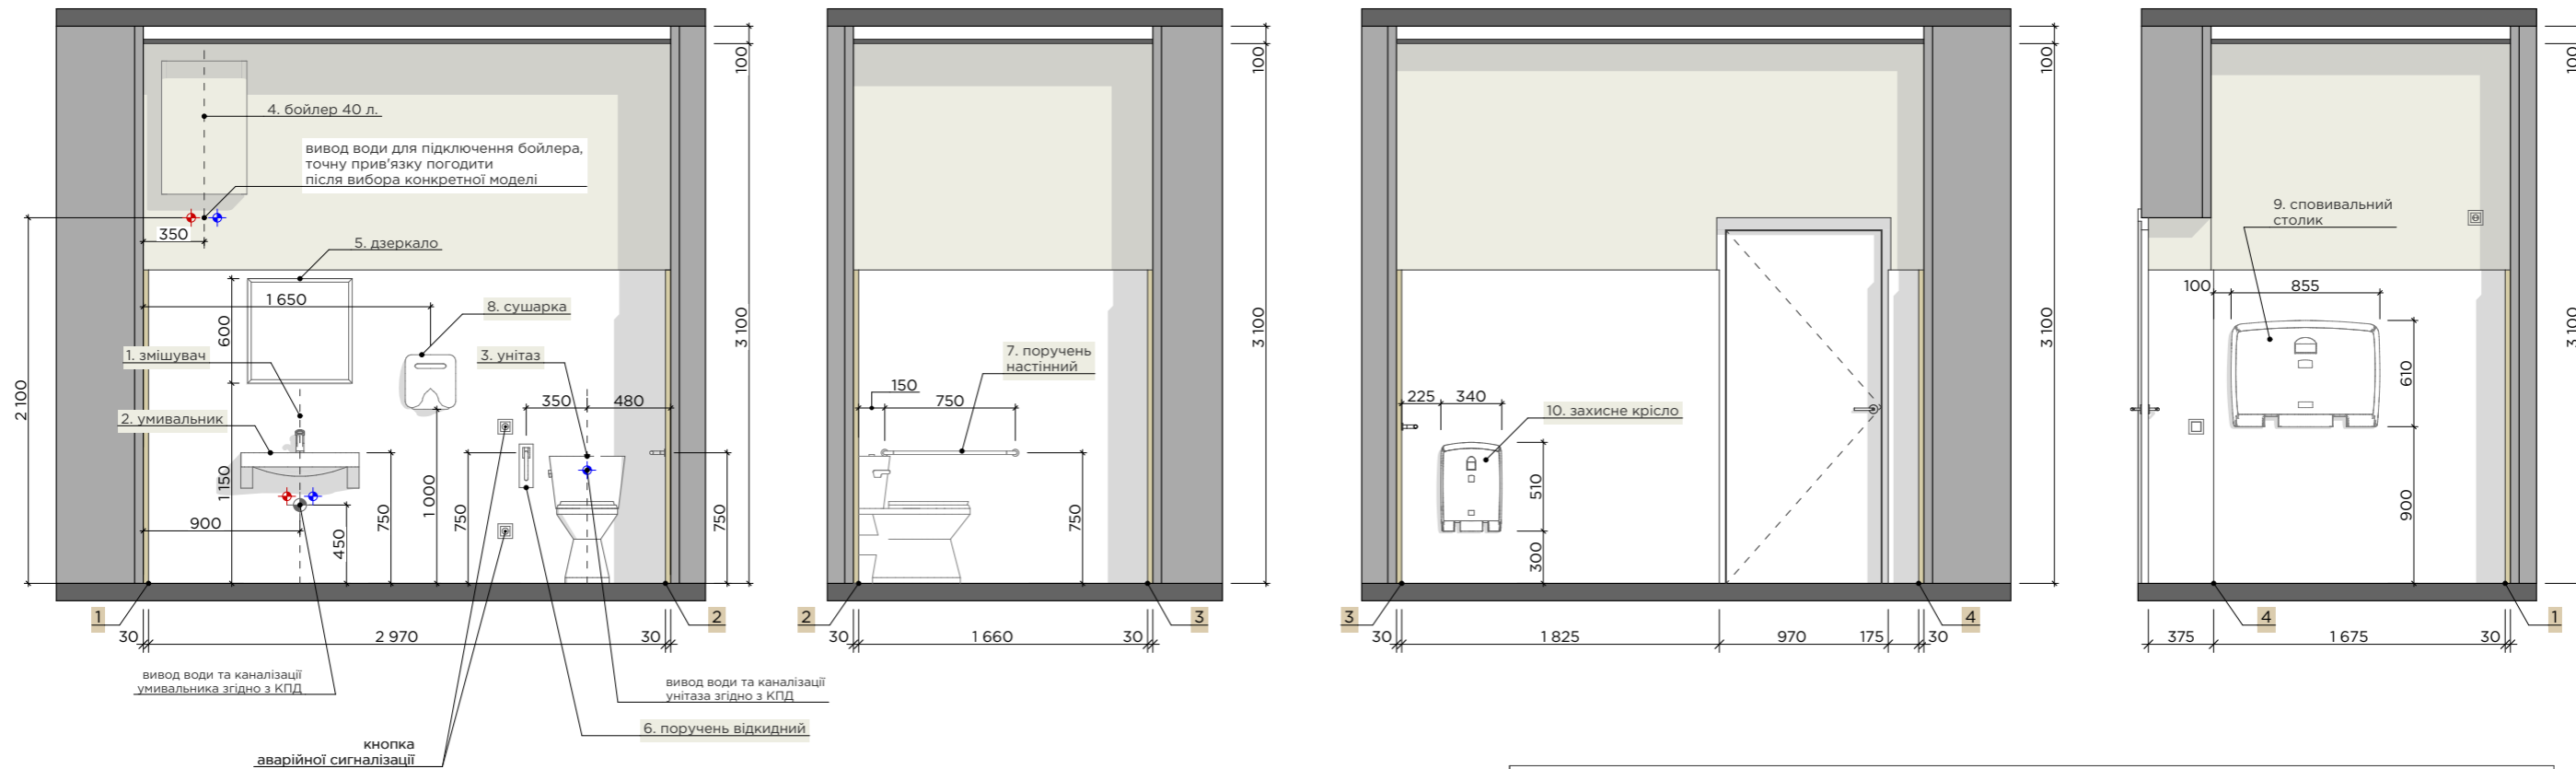 4. бойлер 40 л.
вивод води для підключення бойлера,
точну прив'язку погодити
після вибора конкретної моделі
350
5. дзеркало
1 650
600
8. сушарка
1. змішувач
3. унітаз
2 100
2. умивальник
350
480
1 150
900
450
750
1 000
750
750
100
3 100
1
2
30
2 970
30
вивод води та каналізації
умивальника згідно з КПД
вивод води та каналізації
унітаза згідно з КПД
6. поручень відкидний
кнопка
аварійної сигналізації
7. поручень
настінний
150
750
750
100
3 100
2
3
30
1 660
30
225
340
10. захисне крісло
510
300
100
3 100
3
4
30
1 825
970
175
30
9. сповивальний
столик
100
855
610
900
100
3 100
4
1
375
1 675
30